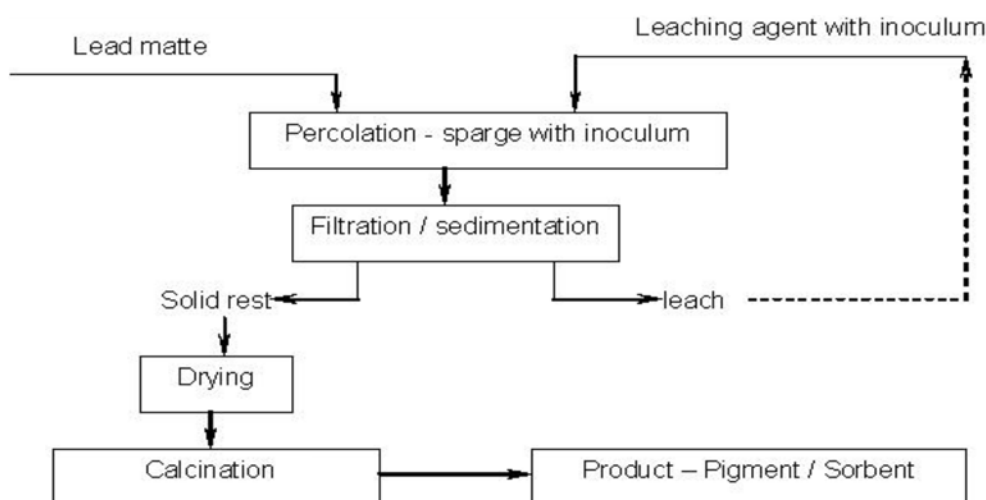 Lead matte
Leaching agent with inoculum
Percolation - sparge with inoculum
Filtration / sedimentation
Solid rest
leach
Drying
Calcination
Product – Pigment / Sorbent